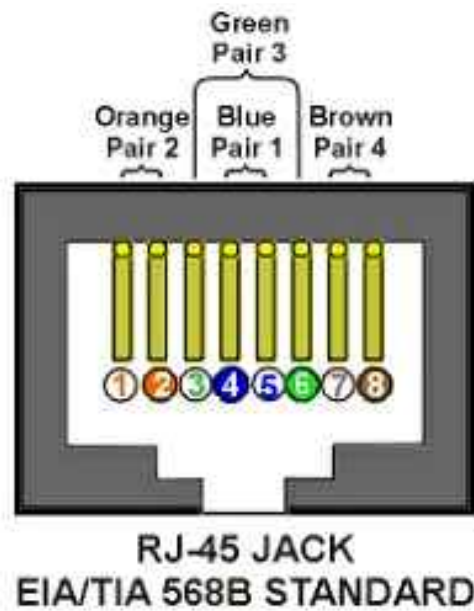 Green
Pair 3
Orange Blue Brown
Pair 2 Pair 1 Pair 4
1 2 3 4 5 6 7 8
RJ-45 JACK
EIA/TIA 568B STANDARD